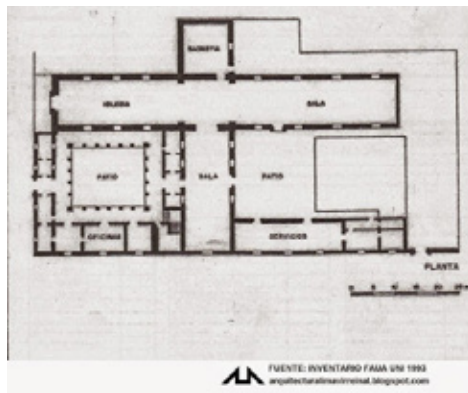 SACRISTIA
IGLESIA SALA
PATIO SALA PATIO
OFICINAS SERVICIOS
PLANTA
FUENTE: INVENTARIO FAUA UNI 1993
arquitecturalimavirreinal.blogspot.com